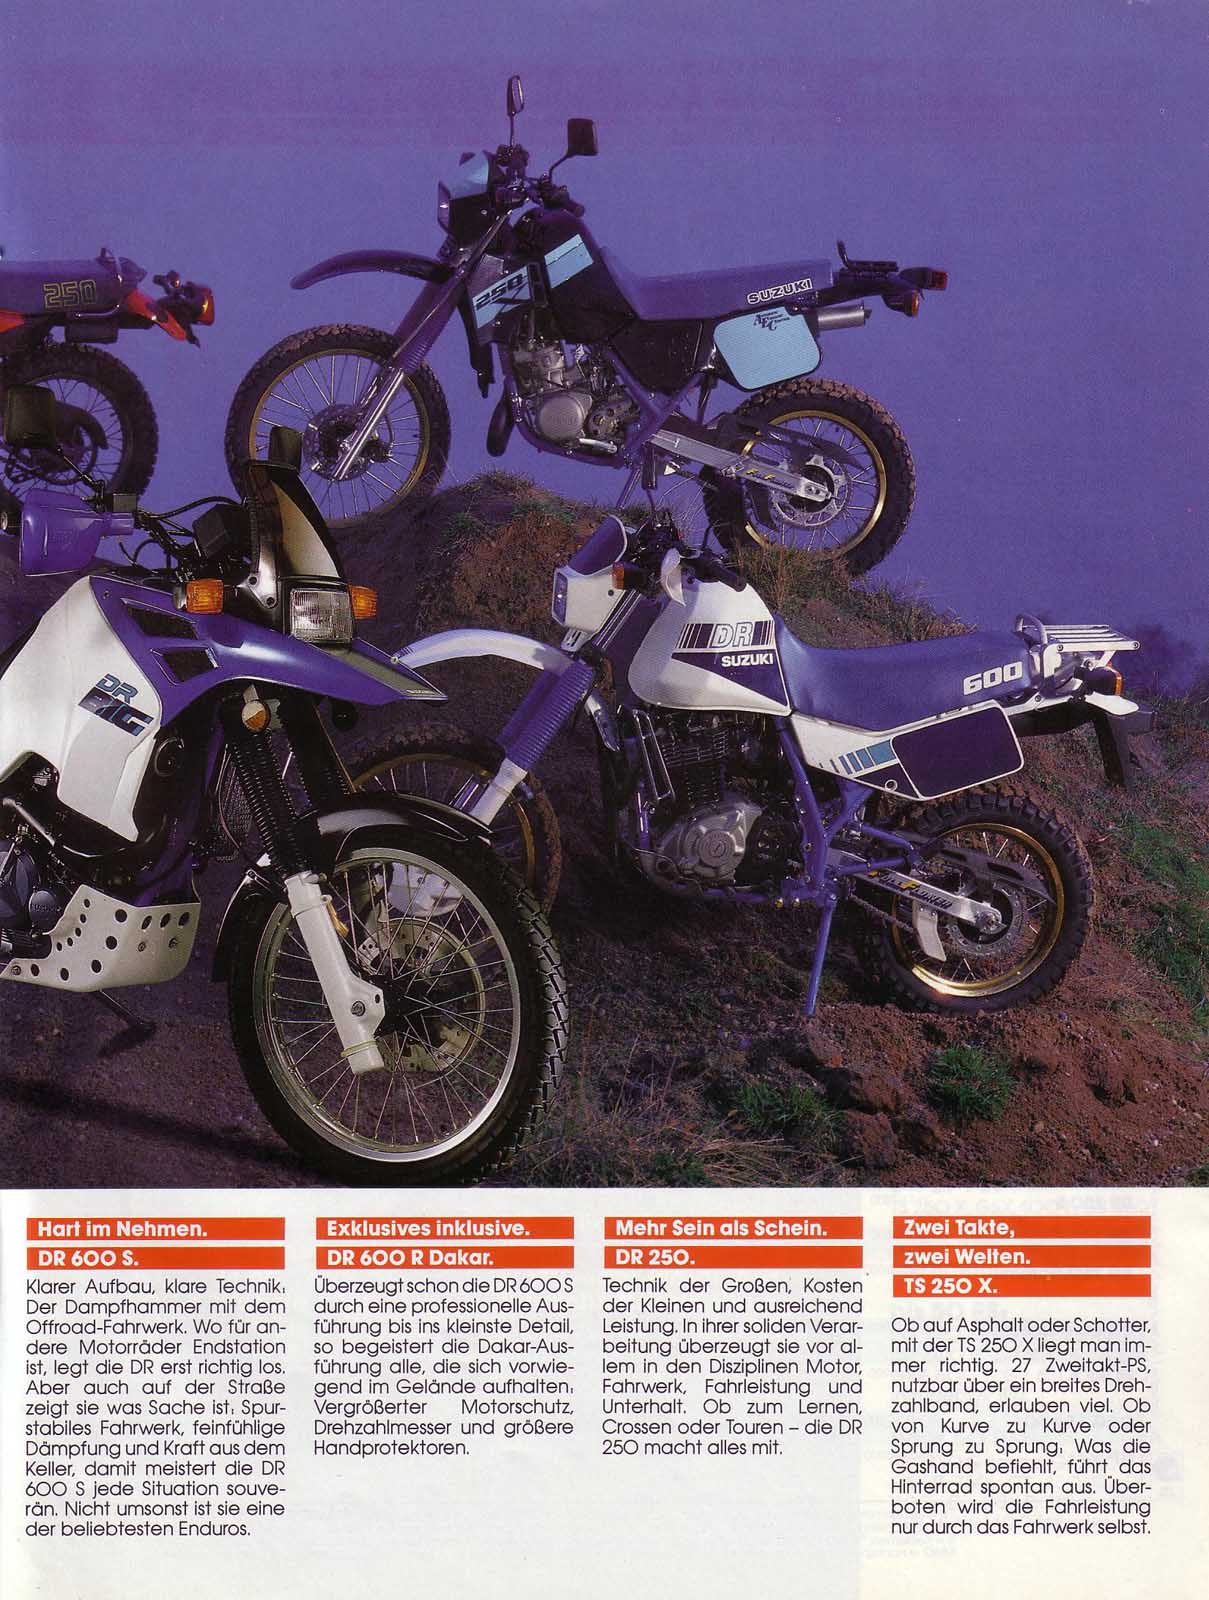 250
250
SUZUKI
AEC
DR
BIG
DR
SUZUKI
600
Hart im Nehmen.
DR 600 S.
Klarer Aufbau, klare Technik:
Der Dampfhammer mit dem
Offroad-Fahrwerk. Wo für an-
dere Motorräder Endstation
ist, legt die DR erst richtig los.
Aber auch auf der Straße
zeigt sie was Sache ist: Spur-
stabiles Fahrwerk, feinfühlige
Dämpfung und Kraft aus dem
Keller, damit meistert die DR
600 S jede Situation souve-
rän. Nicht umsonst ist sie eine
der beliebtesten Enduros.
Exklusives inklusive.
DR 600 R Dakar.
Überzeugt schon die DR 600 S
durch eine professionelle Aus-
führung bis ins kleinste Detail,
so begeistert die Dakar-Aus-
führung alle, die sich vorwie-
gend im Gelände aufhalten:
Vergrößerter Motorschutz,
Drehzahlmesser und größere
Handprotektoren.
Mehr Sein als Schein.
DR 250.
Technik der Großen, Kosten
der Kleinen und ausreichend
Leistung. In ihrer soliden Verar-
beitung überzeugt sie vor al-
lem in den Disziplinen Motor,
Fahrwerk, Fahrleistung und
Unterhalt. Ob zum Lernen,
Crossen oder Touren – die DR
250 macht alles mit.
Zwei Takte,
zwei Welten.
TS 250 X.
Ob auf Asphalt oder Schotter,
mit der TS 250 X liegt man im-
mer richtig. 27 Zweitakt-PS,
nutzbar über ein breites Dreh-
zahlband, erlauben viel. Ob
von Kurve zu Kurve oder
Sprung zu Sprung: Was die
Gashand befiehlt, führt das
Hinterrad spontan aus. Über-
boten wird die Fahrleistung
nur durch das Fahrwerk selbst.